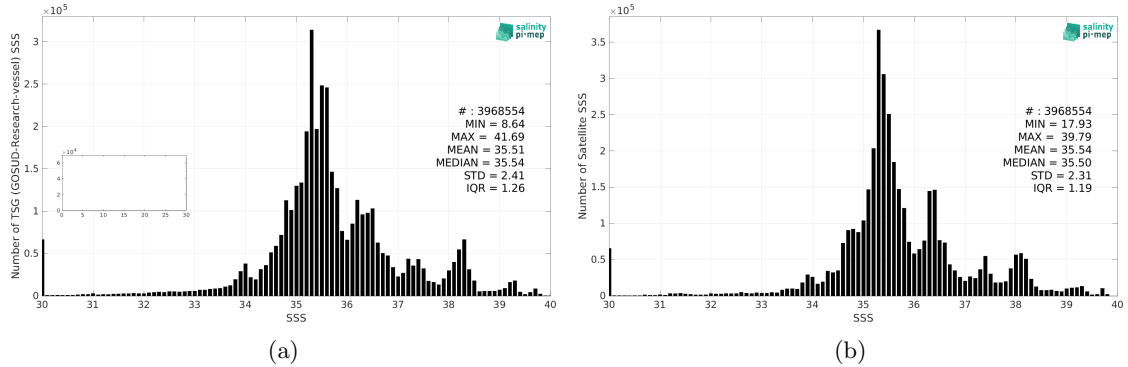 ×10^5
3
2.5
2
1.5
1
0.5
0
Number of TSG (GOSUD-Research-vessel) SSS
30 31 32 33 34 35 36 37 38 39 40
SSS
salinity
pi-mep
# : 3968554
MIN = 8.64
MAX = 41.69
MEAN = 35.51
MEDIAN = 35.54
STD = 2.41
IQR = 1.26
×10^4
6
4
2
0
0 5 10 15 20 25 30
(a)
×10^5
3.5
3
2.5
2
1.5
1
0.5
0
Number of Satellite SSS
30 31 32 33 34 35 36 37 38 39 40
SSS
salinity
pi-mep
# : 3968554
MIN = 17.93
MAX = 39.79
MEAN = 35.54
MEDIAN = 35.50
STD = 2.31
IQR = 1.19
(b)